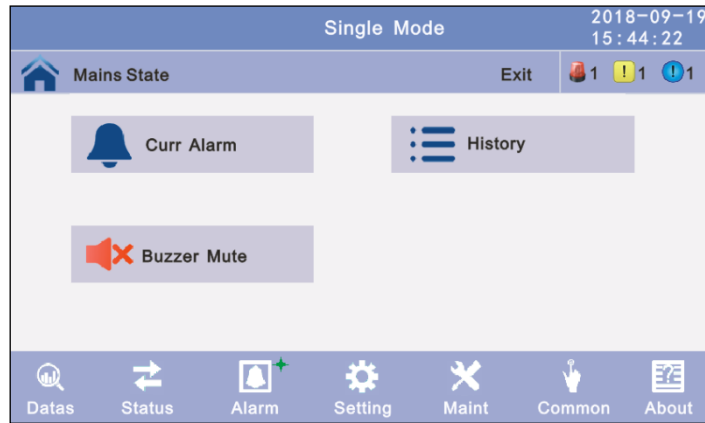 Single Mode
2018-09-19
15:44:22
Mains State
Exit
1
! 1
! 1
Curr Alarm
History
Buzzer Mute
Datas
Status
Alarm
Setting
Maint
Common
About